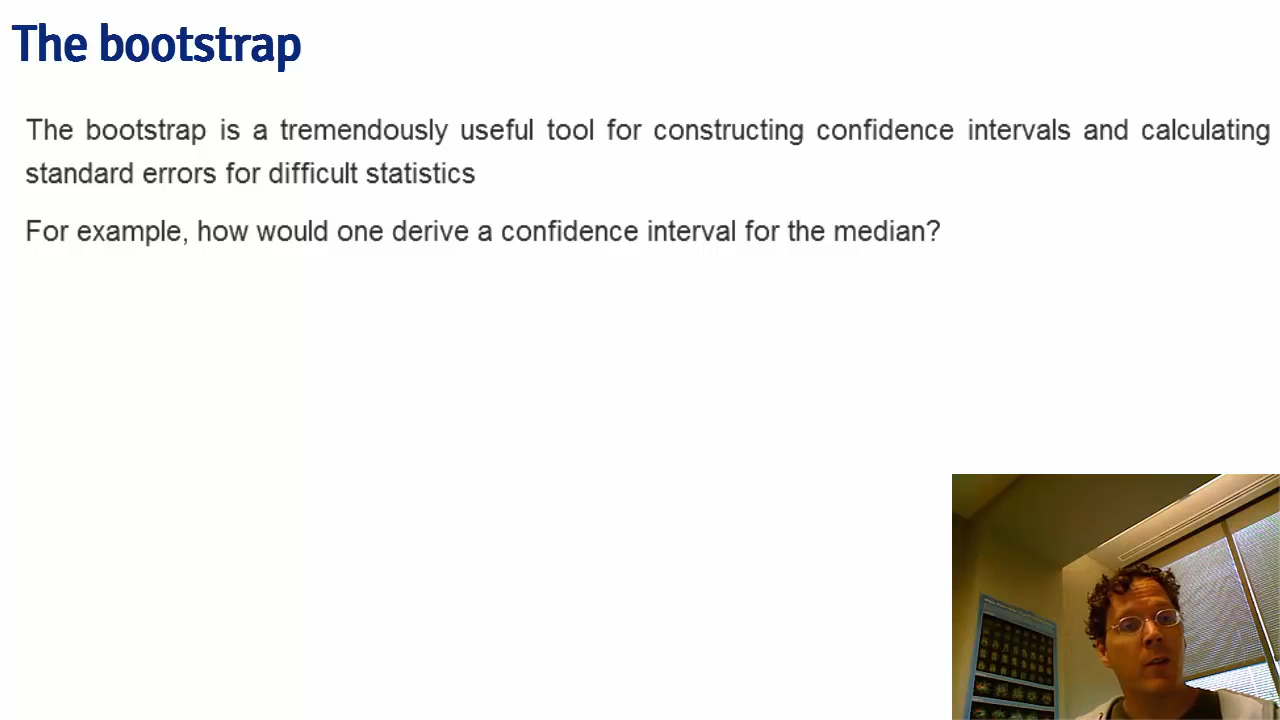 The bootstrap
The bootstrap is a tremendously useful tool for constructing confidence intervals and calculating
standard errors for difficult statistics
For example, how would one derive a confidence interval for the median?